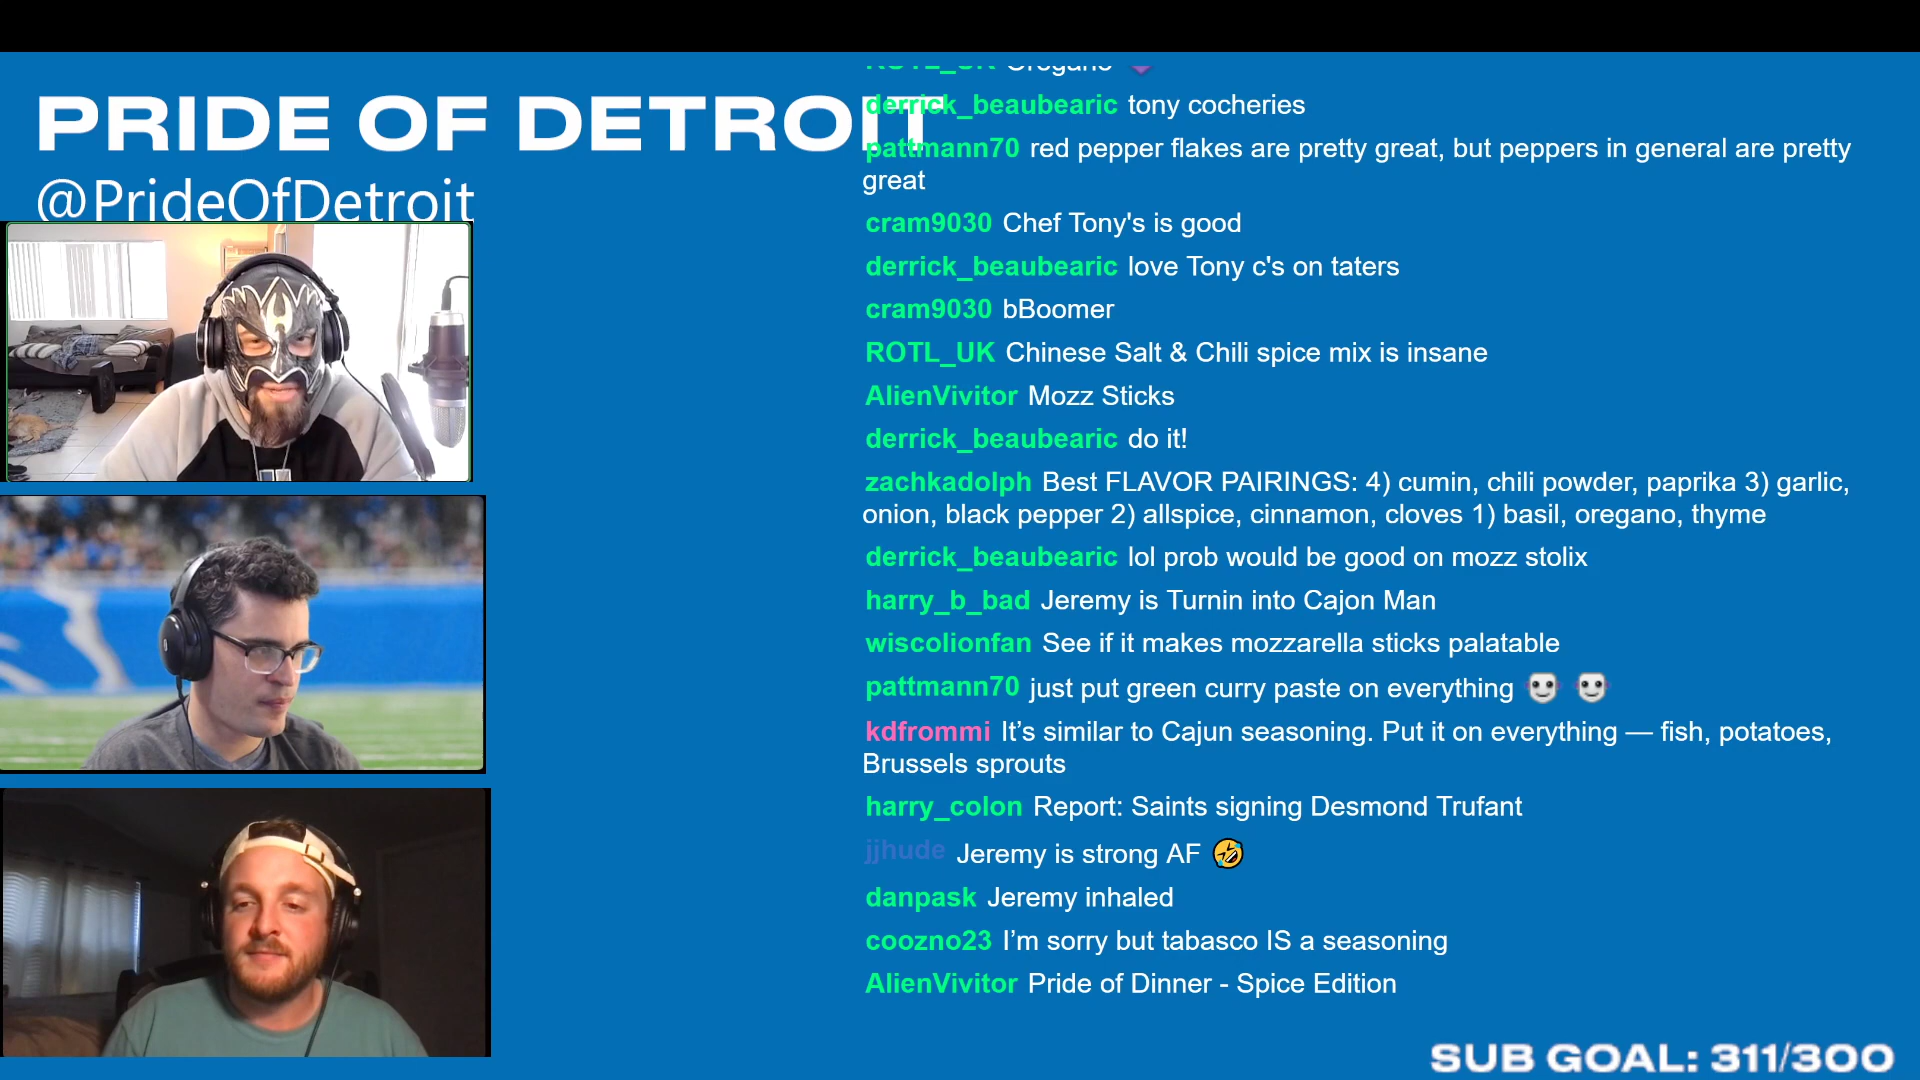 ROTL_UK Oregano
PRIDE OF DETROIT
@PrideOfDetroit
derrick_beaubearic tony cocheries
pattmann70 red pepper flakes are pretty great, but peppers in general are pretty
great
cram9030 Chef Tony's is good
derrick_beaubearic love Tony c's on taters
cram9030 bBoomer
ROTL_UK Chinese Salt & Chili spice mix is insane
AlienVivitor Mozz Sticks
derrick_beaubearic do it!
zachkadolph Best FLAVOR PAIRINGS: 4) cumin, chili powder, paprika 3) garlic,
onion, black pepper 2) allspice, cinnamon, cloves 1) basil, oregano, thyme
derrick_beaubearic lol prob would be good on mozz stolix
harry_b_bad Jeremy is Turnin into Cajon Man
wiscolionfan See if it makes mozzarella sticks palatable
pattmann70 just put green curry paste on everything
kdfrommi It’s similar to Cajun seasoning. Put it on everything — fish, potatoes,
Brussels sprouts
harry_colon Report: Saints signing Desmond Trufant
jjhude Jeremy is strong AF 🤣
danpask Jeremy inhaled
coozno23 I’m sorry but tabasco IS a seasoning
AlienVivitor Pride of Dinner - Spice Edition
SUB GOAL: 311/300